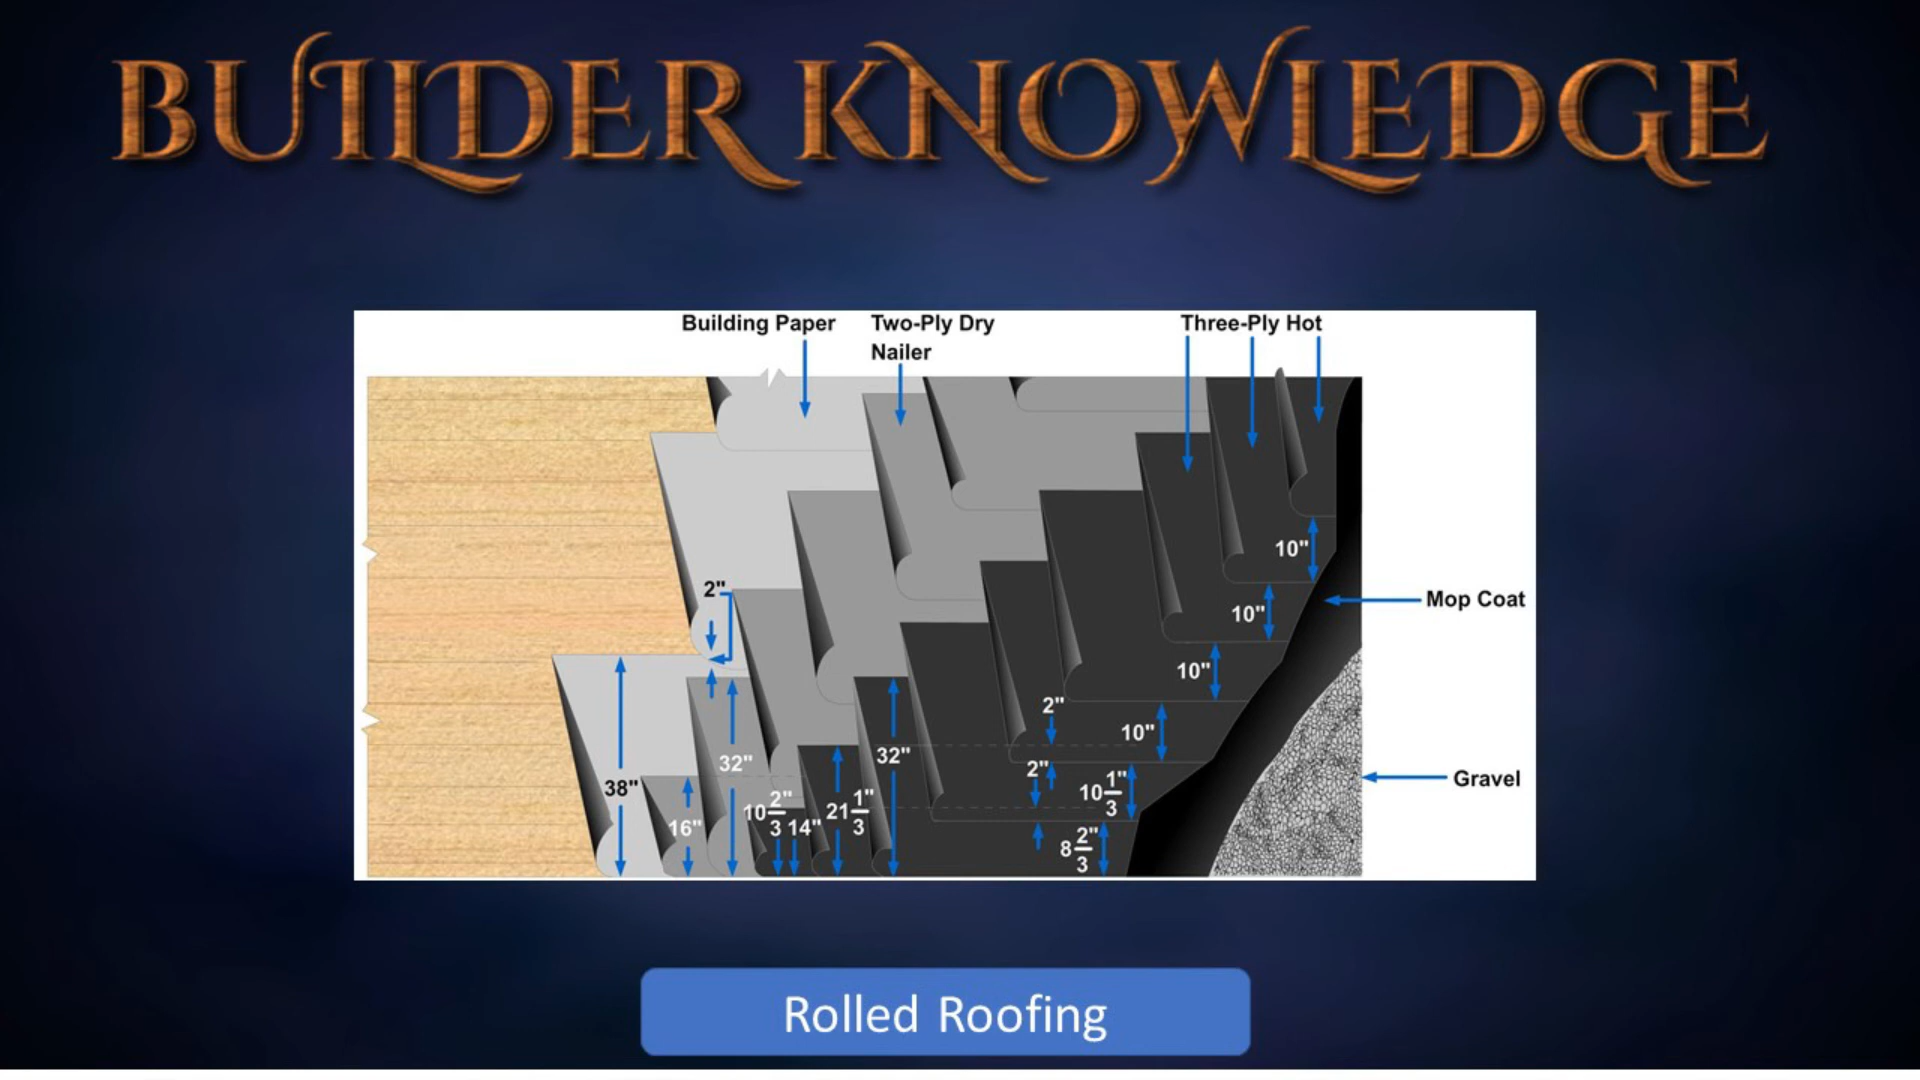 BUILDER KNOWLEDGE
Building Paper
Two-Ply Dry
Nailer
Three-Ply Hot
10"
2"
Mop Coat
10"
10"
2"
10"
32"
32"
2"
Gravel
38"
10 1/3"
16"
10 2/3"
14"
21 1/3"
8 2/3"
Rolled Roofing